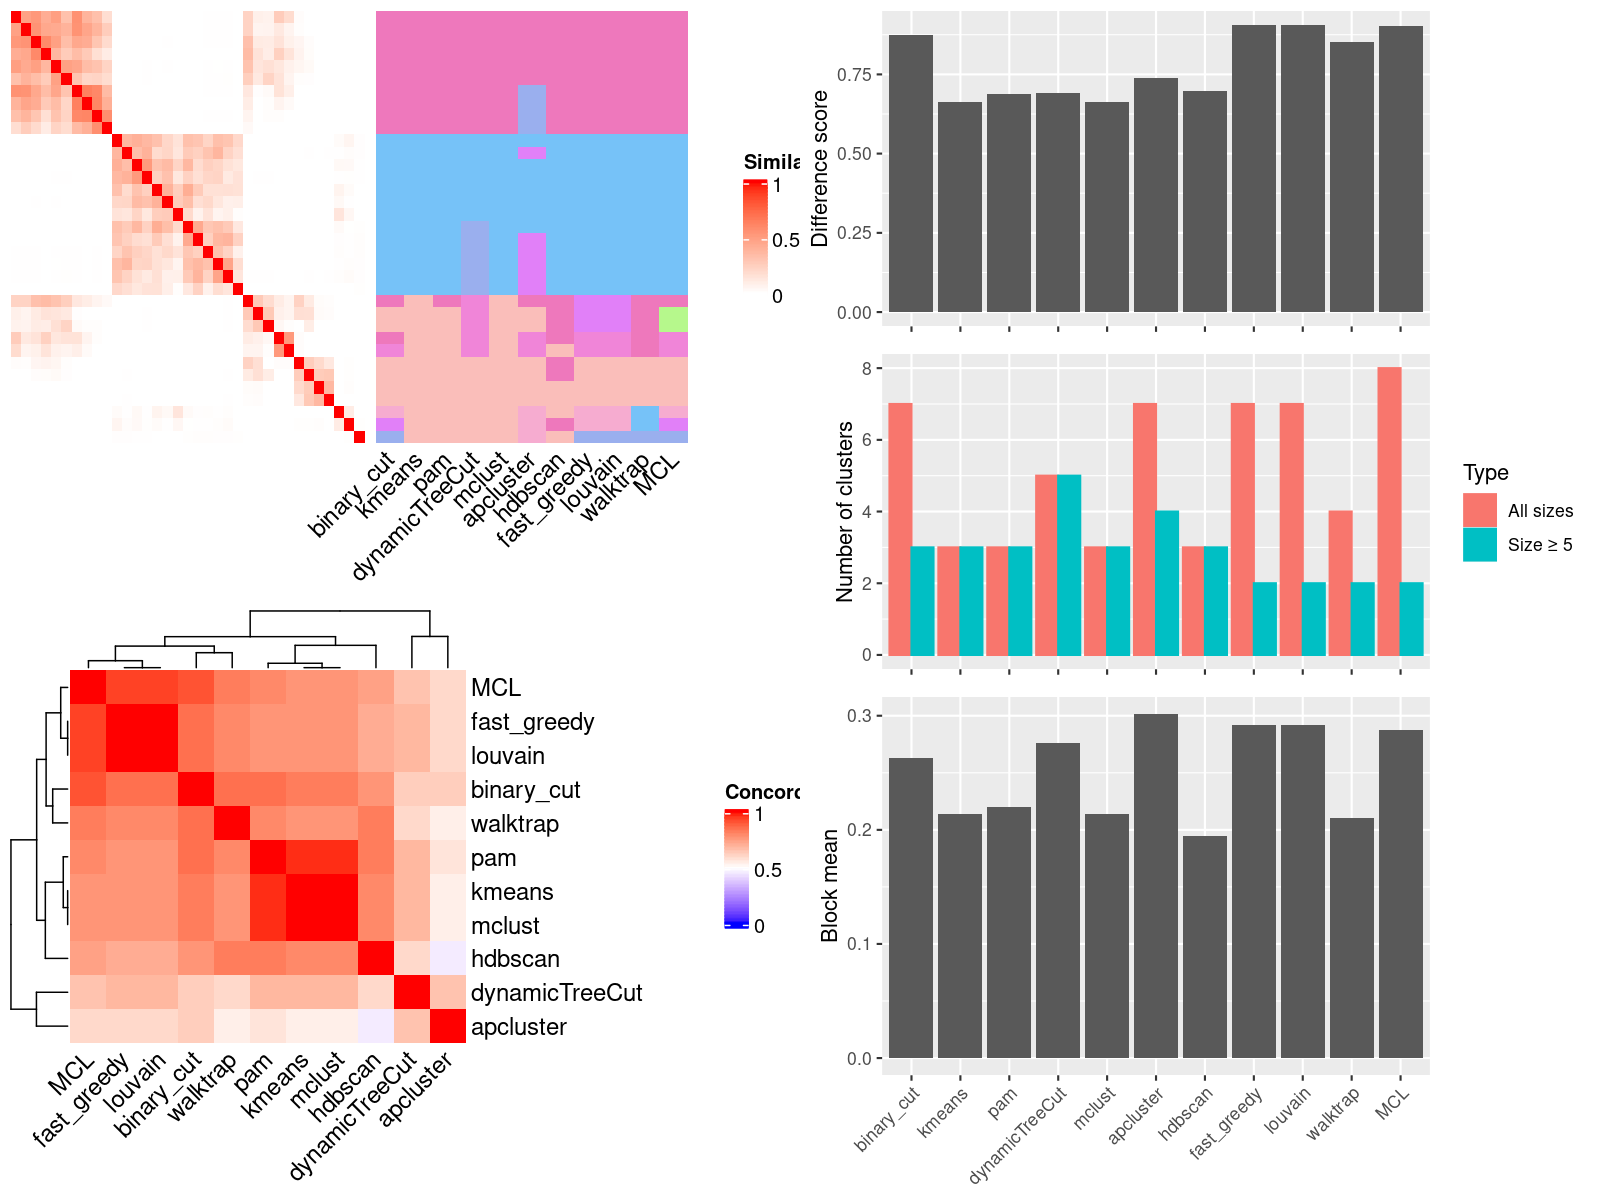 Simila
1
0.5
0
binary_cut
kmeans
pam
dynamicTreeCut
mclust
apcluster
hdbscan
fast_greedy
louvain
walktrap
MCL
Difference score
0.75
0.50
0.25
0.00
Number of clusters
8
6
4
2
0
Type
All sizes
Size ≥ 5
MCL
fast_greedy
louvain
binary_cut
walktrap
pam
kmeans
mclust
hdbscan
dynamicTreeCut
apcluster
MCL
fast_greedy
louvain
binary_cut
walktrap
pam
kmeans
mclust
hdbscan
dynamicTreeCut
apcluster
Concord
1
0.5
0
Block mean
0.3
0.2
0.1
0.0
binary_cut
kmeans
pam
dynamicTreeCut
mclust
apcluster
hdbscan
fast_greedy
louvain
walktrap
MCL